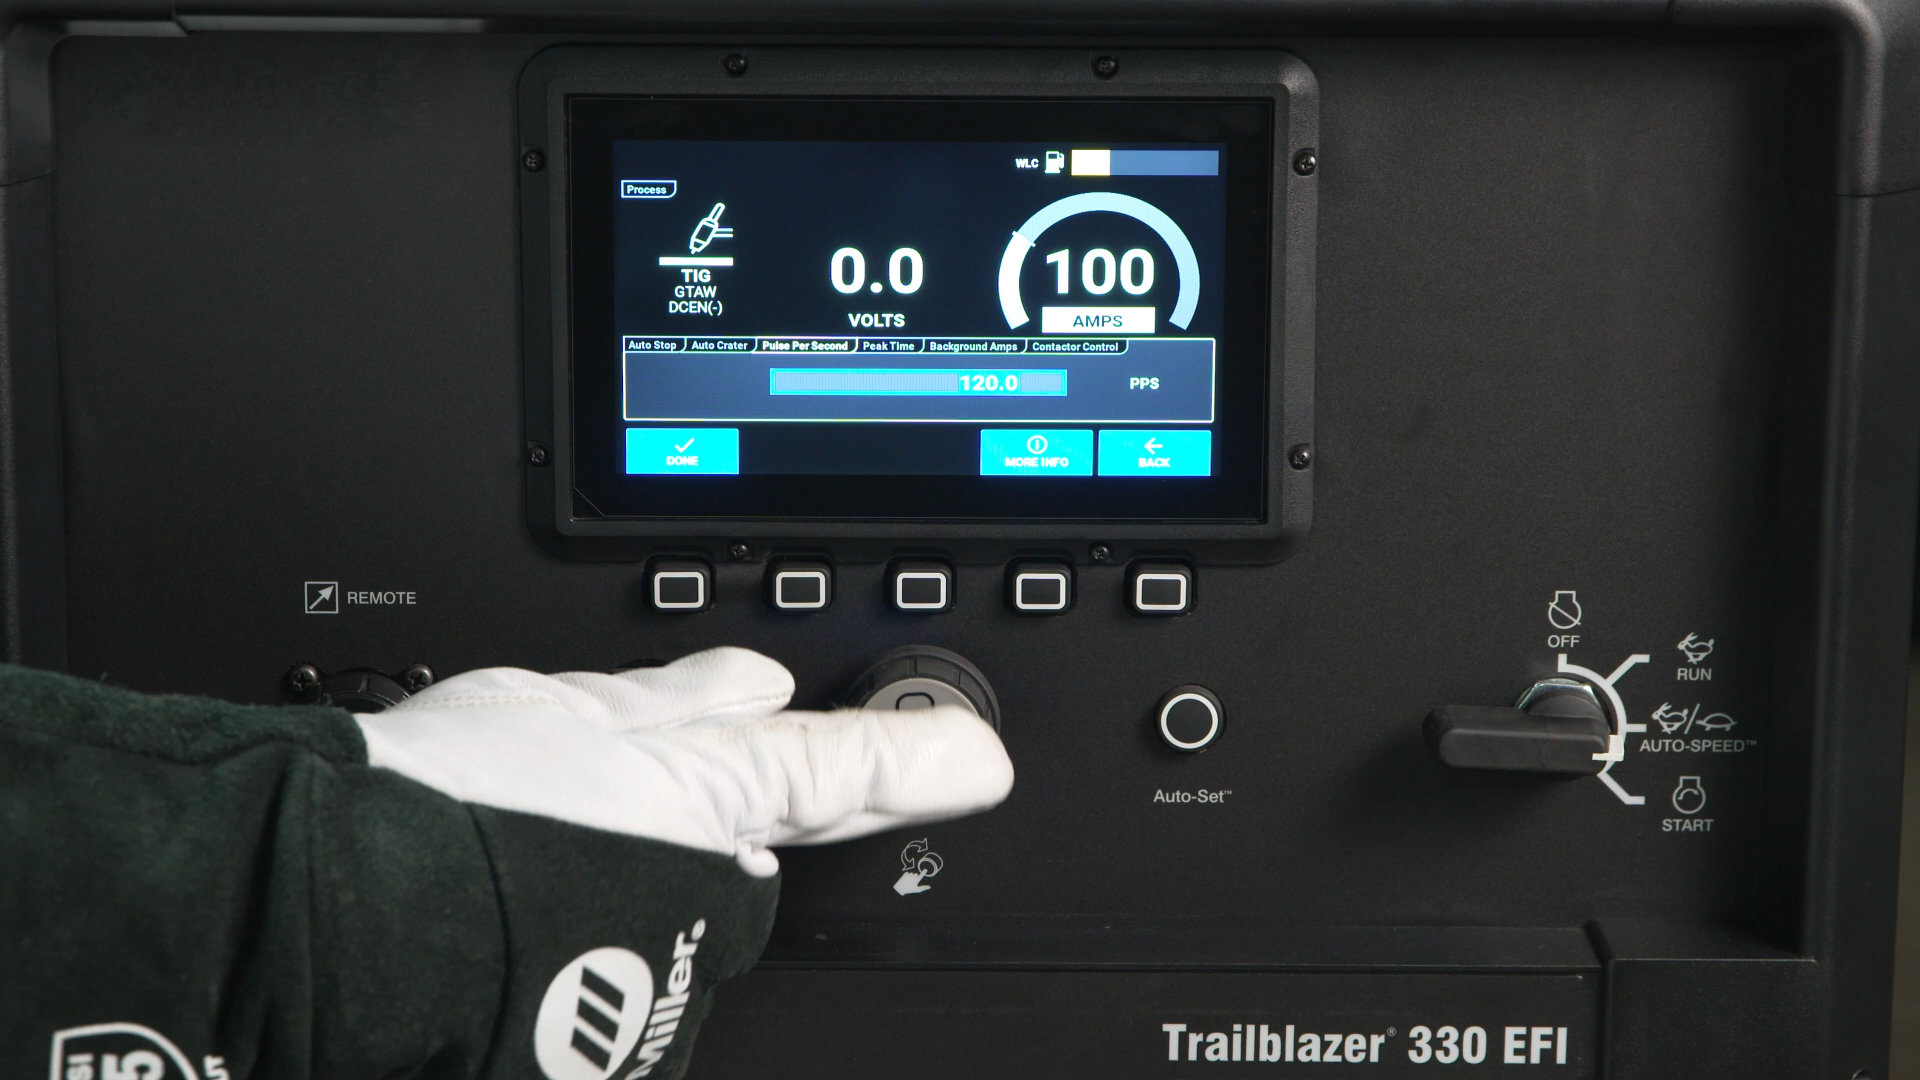 WLC
Process
TIG
GTAW
DCEN(-)
0.0
VOLTS
100
AMPS
Auto Stop Auto Crater Pulse Per Second Peak Time Background Amps Contactor Control
120.0 PPS
DONE
MORE INFO
BACK
REMOTE
OFF
RUN
AUTO-SPEED™
START
Auto-Set™
Miller.
Trailblazer® 330 EFI